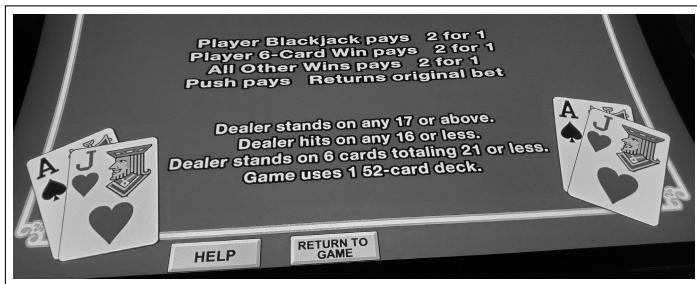 Player Blackjack pays 2 for 1
Player 6-Card Win pays 2 for 1
All Other Wins pays 2 for 1
Push pays Returns original bet
Dealer stands on any 17 or above.
Dealer hits on any 16 or less.
Dealer stands on 6 cards totaling 21 or less.
Game uses 1 52-card deck.
A
J
A
J
HELP
RETURN TO
GAME